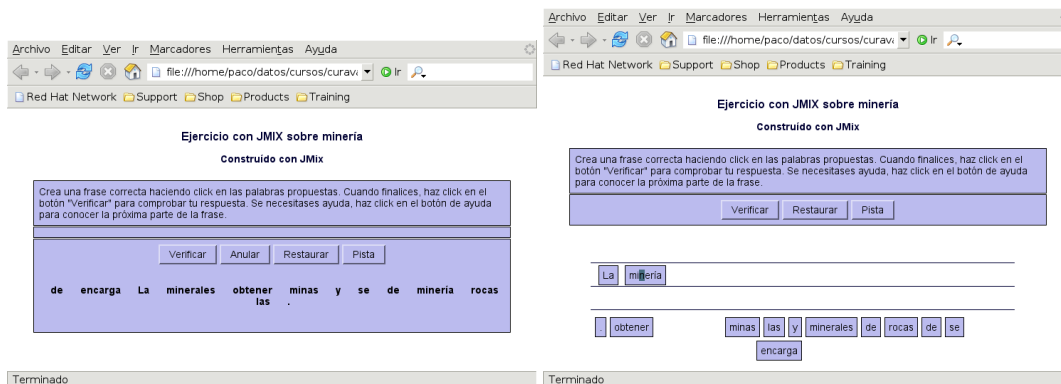 Archivo Editar Ver Ir Marcadores Herramientas Ayuda
file:///home/paco/datos/cursos/curava Ir
Red Hat Network Support Shop Products Training
Ejercicio con JMIX sobre minería
Construído con JMix
Crea una frase correcta haciendo click en las palabras propuestas. Cuando finalices, haz click en el
botón "Verificar" para comprobar tu respuesta. Se necesitases ayuda, haz click en el botón de ayuda
para conocer la próxima parte de la frase.
Verificar Anular Restaurar Pista
de encarga La minerales obtener minas y se de minería rocas
las .
Terminado
Archivo Editar Ver Ir Marcadores Herramientas Ayuda
file:///home/paco/datos/cursos/curava Ir
Red Hat Network Support Shop Products Training
Ejercicio con JMIX sobre minería
Construído con JMix
Crea una frase correcta haciendo click en las palabras propuestas. Cuando finalices, haz click en el
botón "Verificar" para comprobar tu respuesta. Se necesitases ayuda, haz click en el botón de ayuda
para conocer la próxima parte de la frase.
Verificar Restaurar Pista
La minería
. obtener minas las y minerales de rocas de se
encarga
Terminado